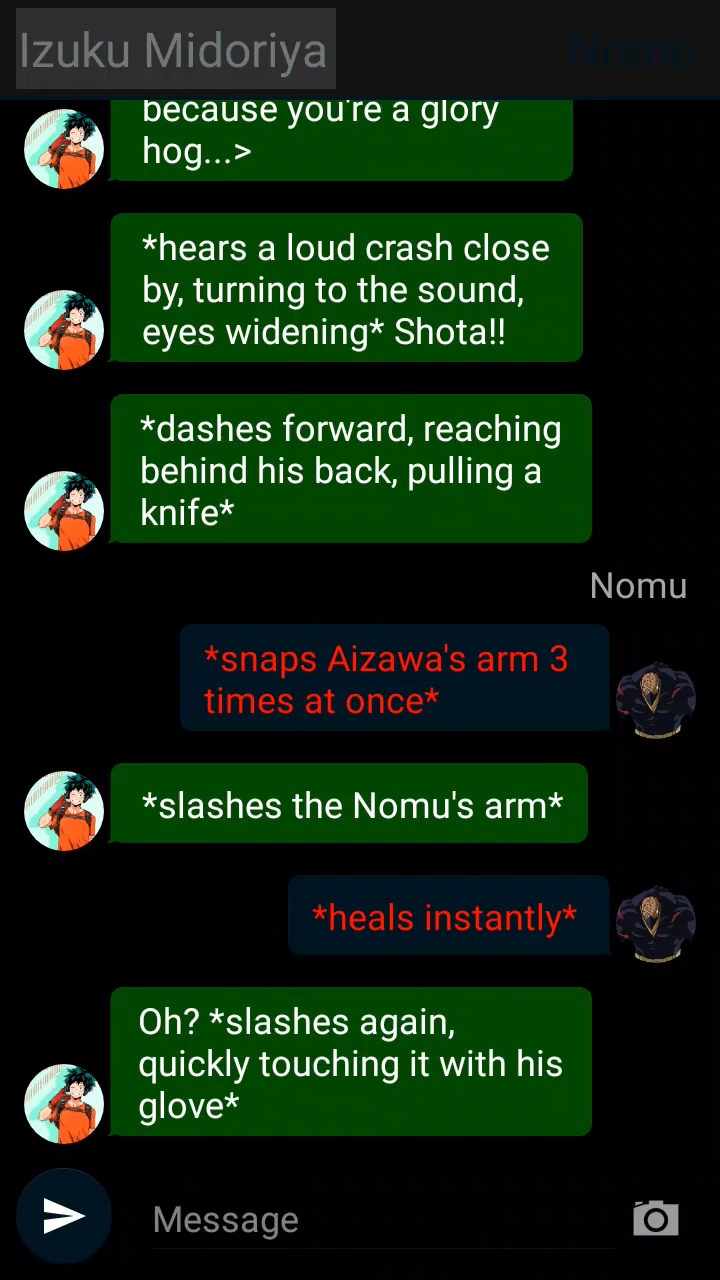 Izuku Midoriya
Nomu
because you're a glory
hog...>
*hears a loud crash close
by, turning to the sound,
eyes widening* Shota!!
*dashes forward, reaching
behind his back, pulling a
knife*
Nomu
*snaps Aizawa's arm 3
times at once*
*slashes the Nomu's arm*
*heals instantly*
Oh? *slashes again,
quickly touching it with his
glove*
Message